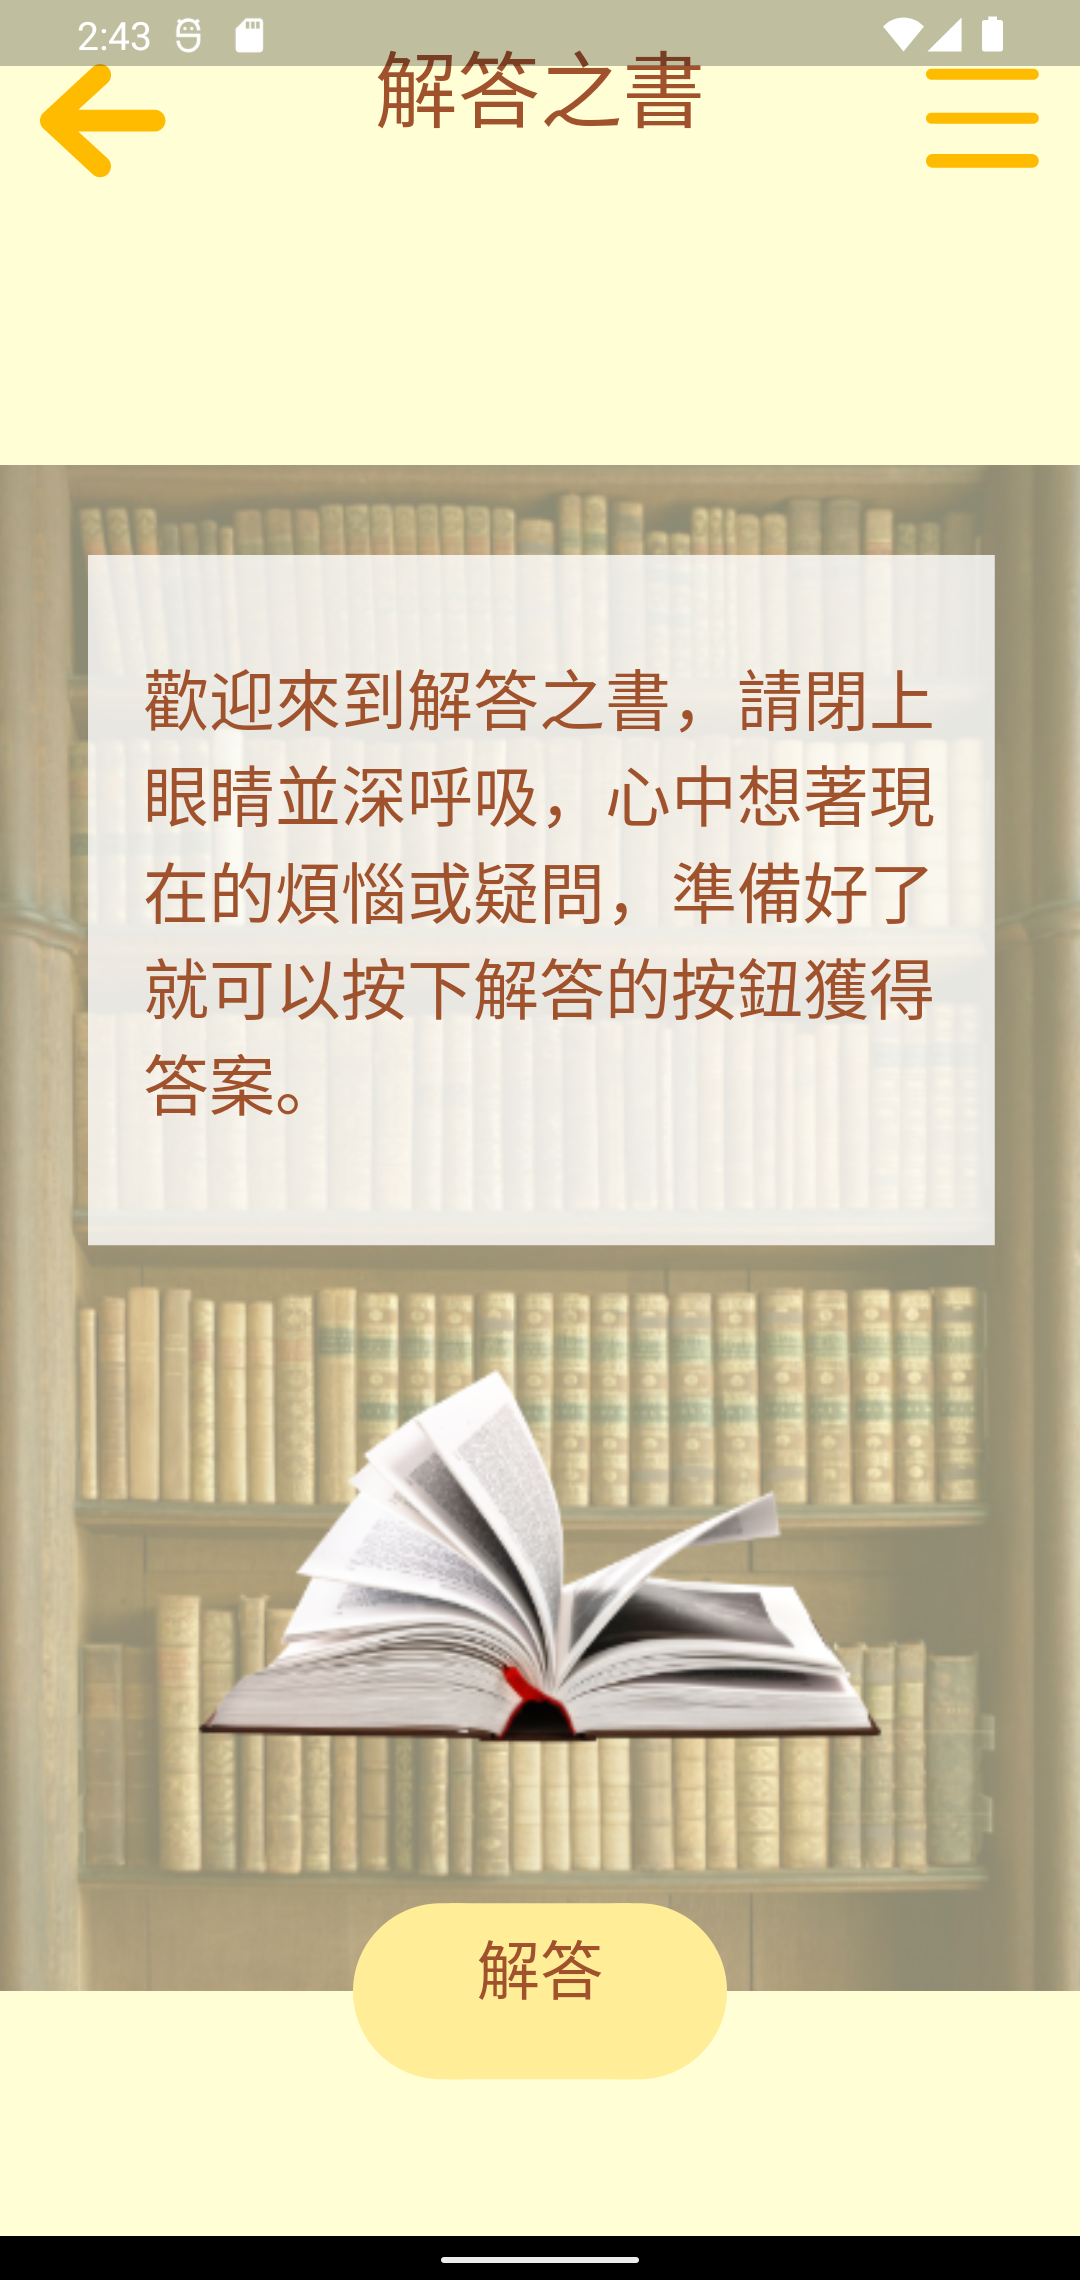 2:43
解答之書
歡迎來到解答之書，請閉上
眼睛並深呼吸，心中想著現
在的煩惱或疑問，準備好了
就可以按下解答的按鈕獲得
答案。
解答